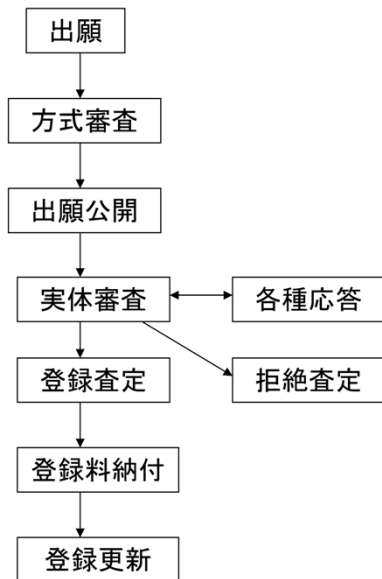 出願
方式審査
出願公開
実体審査
各種応答
登録査定
拒絶査定
登録料納付
登録更新